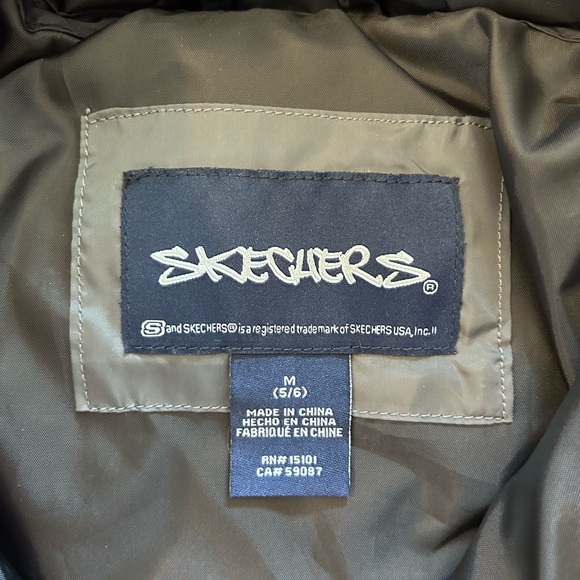 SKECHERS®
S and SKECHERS® is a registered trademark of SKECHERS USA, Inc. II
M
(5/6)
MADE IN CHINA
HECHO EN CHINA
FABRIQUÉ EN CHINE
RN# 15101
CA# 59087